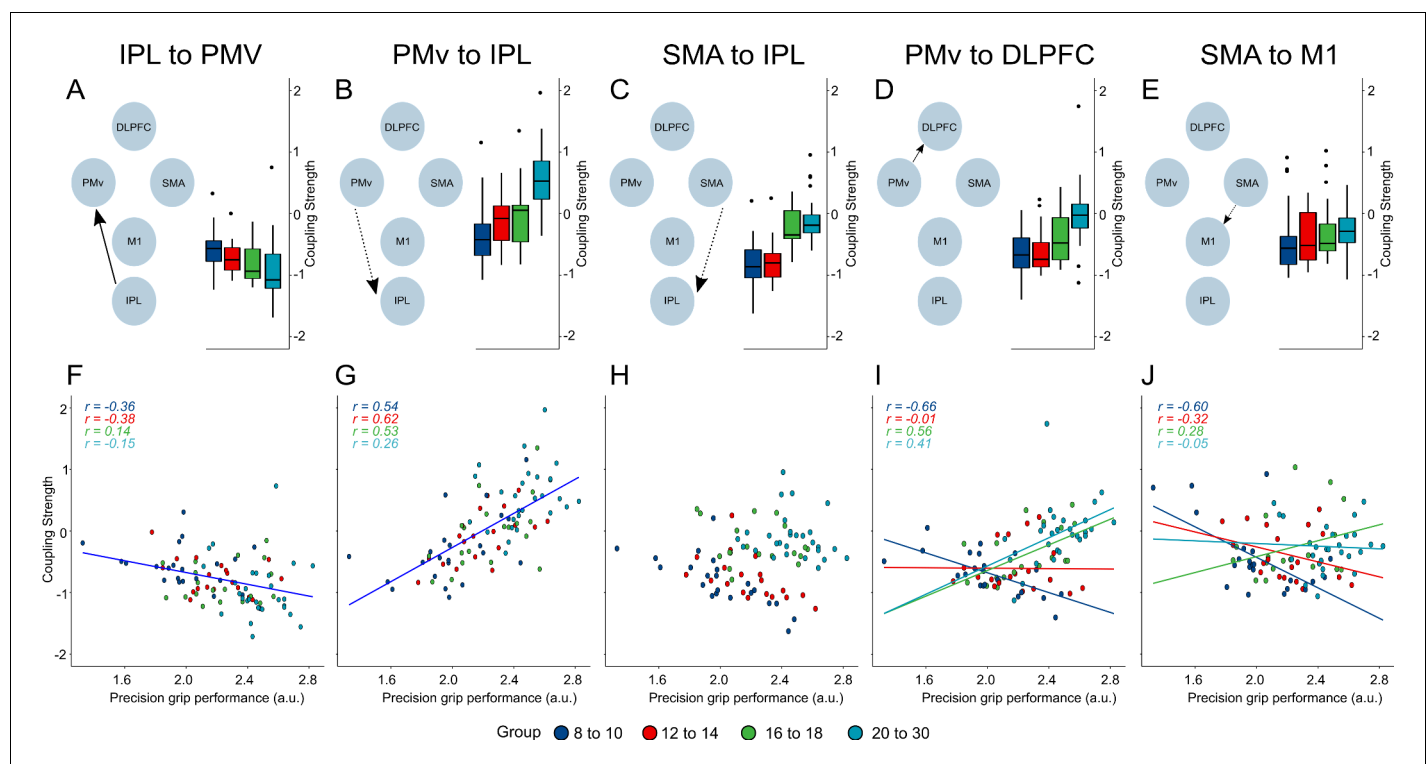 IPL to PMV
PMv to IPL
SMA to IPL
PMv to DLPFC
SMA to M1
A
DLPFC
PMv
SMA
M1
IPL
2
1
0
-1
-2
Coupling Strength
B
DLPFC
PMv
SMA
M1
IPL
2
1
0
-1
-2
Coupling Strength
C
DLPFC
PMv
SMA
M1
IPL
2
1
0
-1
-2
Coupling Strength
D
DLPFC
PMv
SMA
M1
IPL
2
1
0
-1
-2
Coupling Strength
E
DLPFC
PMv
SMA
M1
IPL
2
1
0
-1
-2
Coupling Strength
F
r = -0.36
r = -0.38
r = 0.14
r = -0.15
Coupling Strength
2
1
0
-1
-2
1.6 2.0 2.4 2.8
Precision grip performance (a.u.)
G
r = 0.54
r = 0.62
r = 0.53
r = 0.26
1.6 2.0 2.4 2.8
Precision grip performance (a.u.)
H
1.6 2.0 2.4 2.8
Precision grip performance (a.u.)
I
r = -0.66
r = -0.01
r = 0.56
r = 0.41
1.6 2.0 2.4 2.8
Precision grip performance (a.u.)
J
r = -0.60
r = -0.32
r = 0.28
r = -0.05
1.6 2.0 2.4 2.8
Precision grip performance (a.u.)
Group 8 to 10 12 to 14 16 to 18 20 to 30